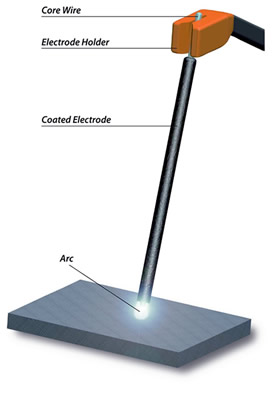 Core Wire
Electrode Holder
Coated Electrode
Arc